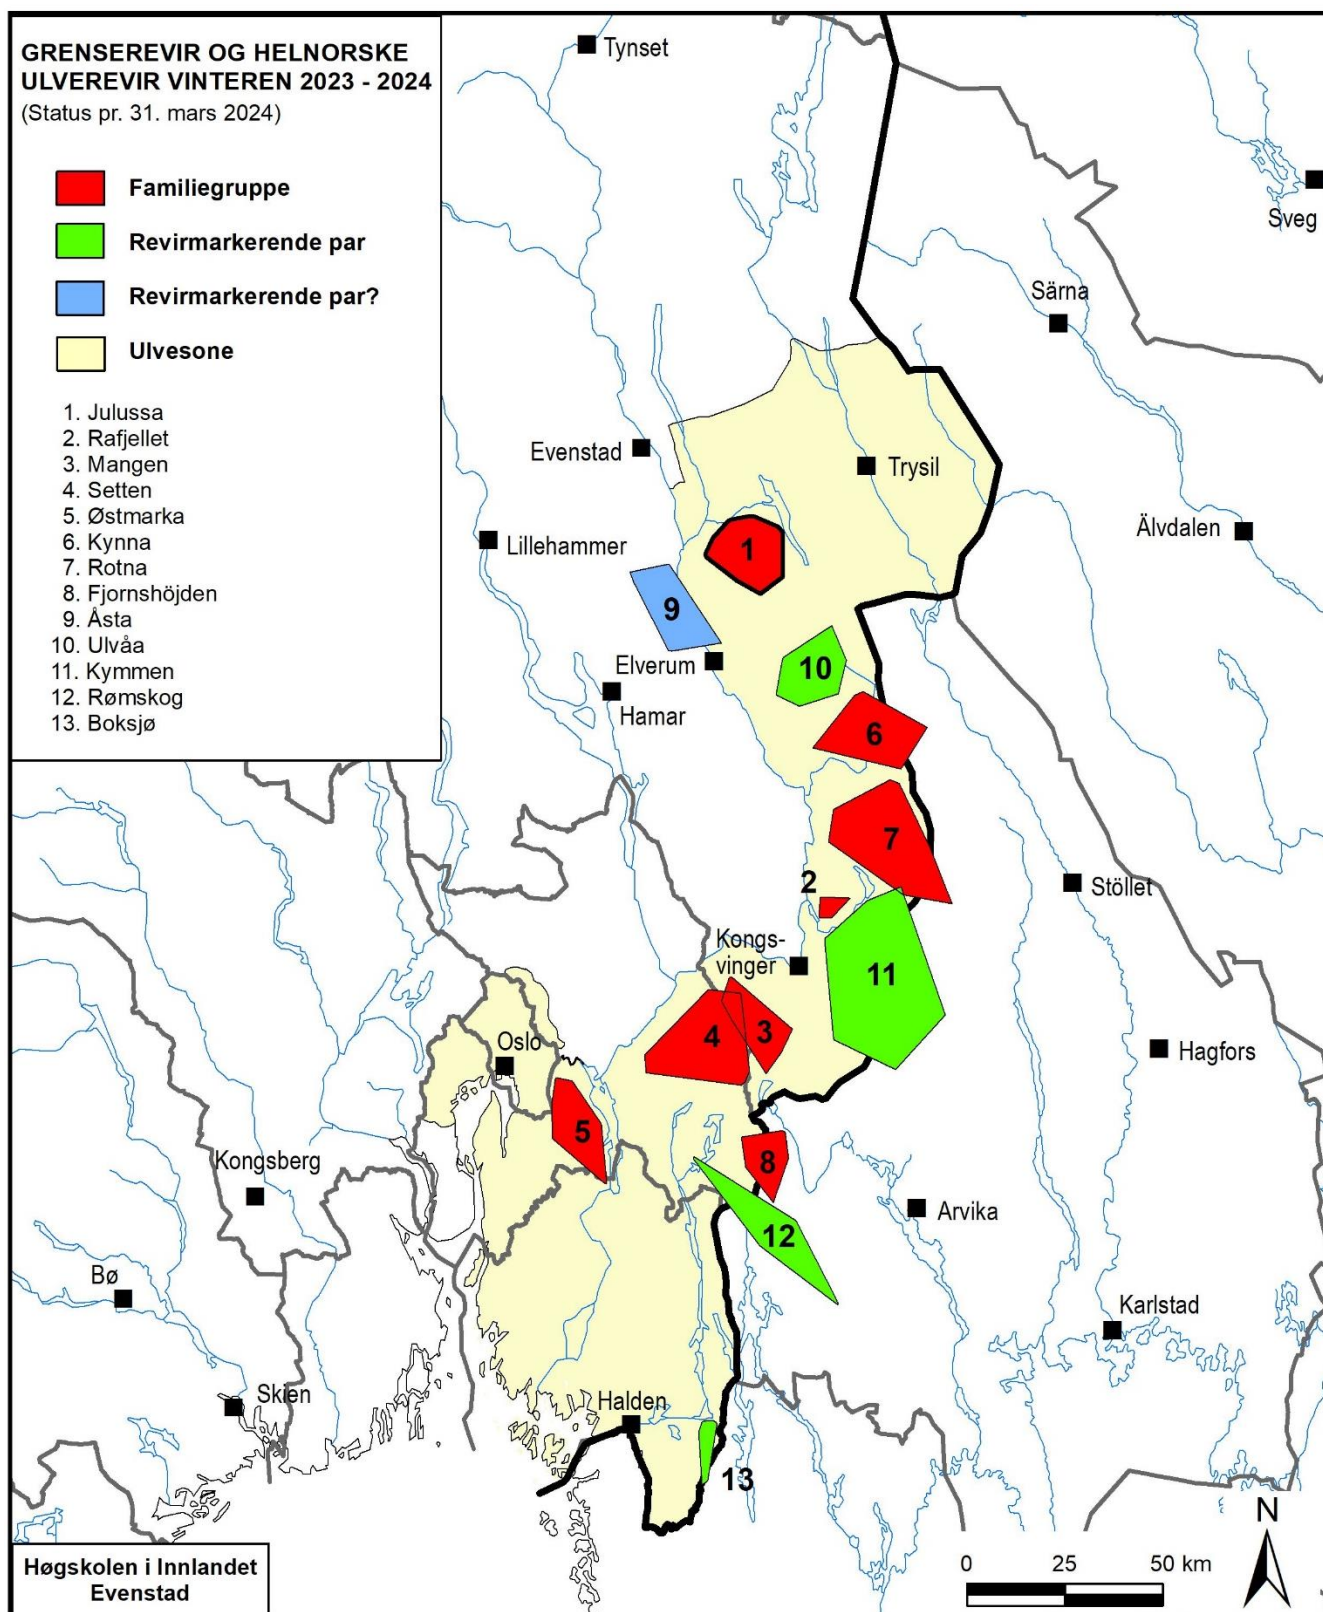 GRENSEREVIR OG HELNORSKE
ULVEREVIR VINTEREN 2023 - 2024
(Status pr. 31. mars 2024)
Familiegruppe
Revirmarkerende par
Revirmarkerende par?
Ulvesone
1. Julussa
2. Rafjellet
3. Mangen
4. Setten
5. Østmarka
6. Kynna
7. Rotna
8. Fjornshöjden
9. Åsta
10. Ulvåa
11. Kymmen
12. Rømskog
13. Boksjø
Tynset
Sveg
Särna
Evenstad
Trysil
Älvdalen
Lillehammer
1
9
Elverum
10
Hamar
6
7
2
Stöllet
Kongs-
vinger
11
4
3
Oslo
Hagfors
5
8
Kongsberg
Arvika
12
Bø
Karlstad
Skien
Halden
13
N
0 25 50 km
Høgskolen i Innlandet
Evenstad